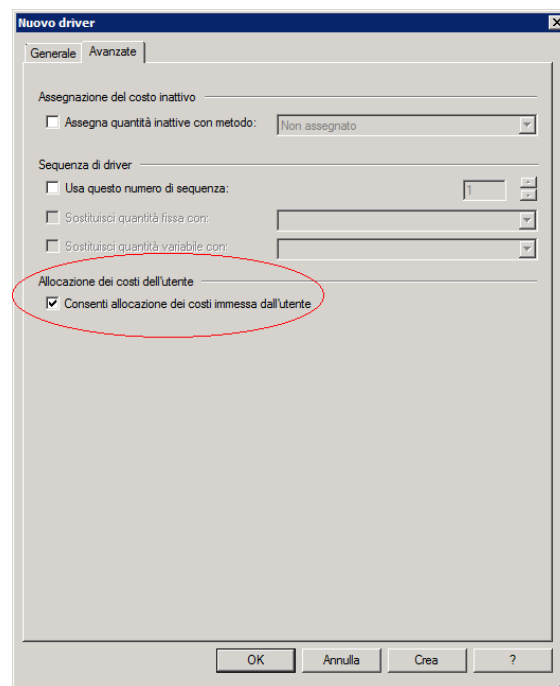 Nuovo driver
Generale Avanzate
Assegnazione del costo inattivo
Assegna quantità inattive con metodo: Non assegnato
Sequenza di driver
Usa questo numero di sequenza: 1
Sostituisci quantità fissa con:
Sostituisci quantità variabile con:
Allocazione dei costi dell'utente
Consenti allocazione dei costi immessa dall'utente
OK Annulla Crea ?